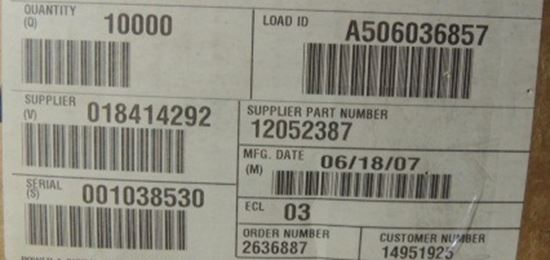 QUANTITY
(Q) 10000
LOAD ID A506036857
SUPPLIER
(V) 018414292
SUPPLIER PART NUMBER
12052387
MFG. DATE 06/18/07
(M)
SERIAL
(S) 001038530
ECL 03
ORDER NUMBER
2636887
CUSTOMER NUMBER
14951925